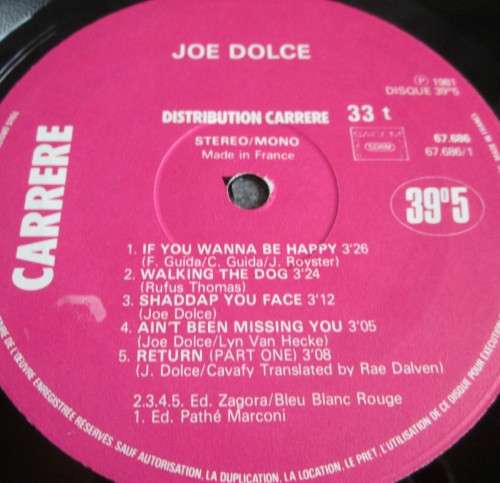 JOE DOLCE
℗ 1981
DISQUE 39°5
DISTRIBUTION CARRERE 33 t
STEREO/MONO
Made in France
SACEM
SDRM
67.686
67.686/1
CARRERE
39°5
1. IF YOU WANNA BE HAPPY 3'26
(F. Guida/C. Guida/J. Royster)
2. WALKING THE DOG 3'24
(Rufus Thomas)
3. SHADDAP YOU FACE 3'12
(Joe Dolce)
4. AIN'T BEEN MISSING YOU 3'05
(Joe Dolce/Lyn Van Hecke)
5. RETURN (PART ONE) 3'08
(J. Dolce/Cavafy Translated by Rae Dalven)
2.3.4.5. Ed. Zagora/Bleu Blanc Rouge
1. Ed. Pathé Marconi
DE L'ŒUVRE ENREGISTRÉE RÉSERVÉS. SAUF AUTORISATION, LA DUPLICATION, LA LOCATION, LE PRET, L'UTILISATION DE CE DISQUE POUR